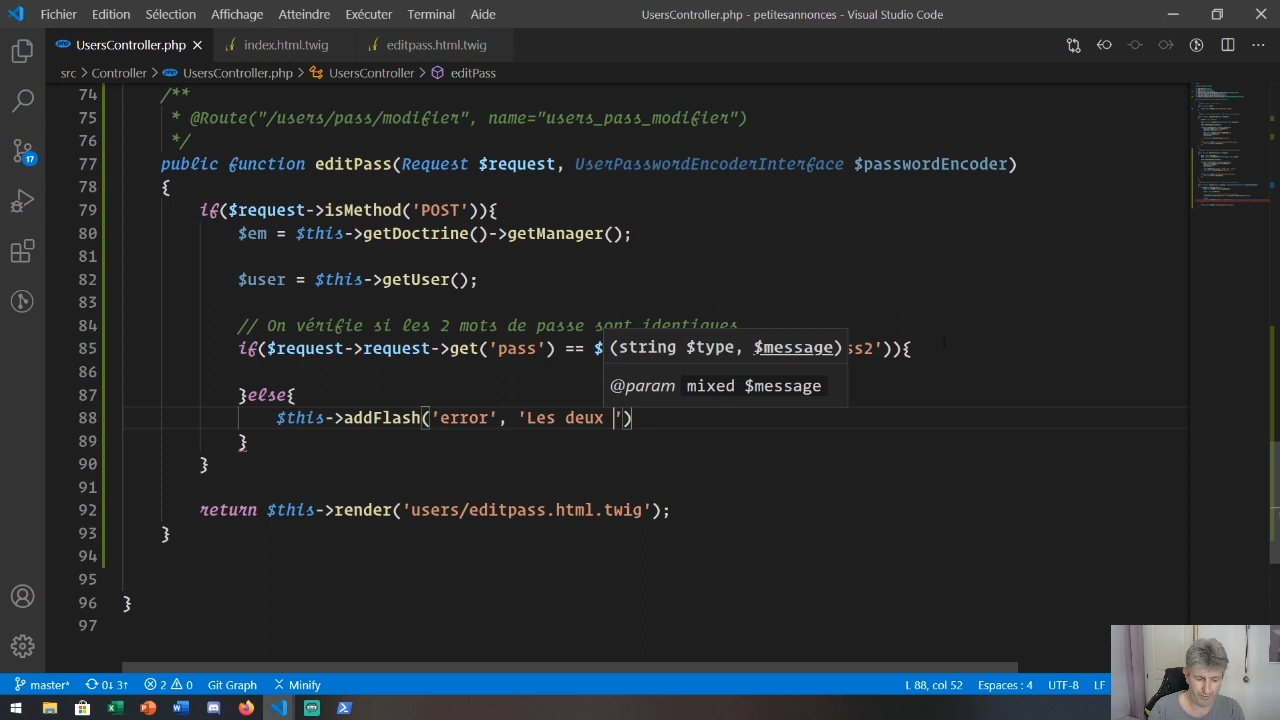 Fichier Edition Sélection Affichage Atteindre Exécuter Terminal Aide UsersController.php - petitesannonces - Visual Studio Code
UsersController.php index.html.twig editpass.html.twig
src > Controller > UsersController.php > UsersController > editPass
74 /**
75 * @Route("/users/pass/modifier", name="users_pass_modifier")
76 */
77 public function editPass(Request $request, UserPasswordEncoderInterface $passwordEncoder)
78 {
79 if($request->isMethod('POST')){
80 $em = $this->getDoctrine()->getManager();
81
82 $user = $this->getUser();
83
84 // On vérifie si les 2 mots de passe sont identiques
85 if($request->request->get('pass') == $ ss2')){
(string $type, $message)
86
@param mixed $message
87 }else{
88 $this->addFlash('error', 'Les deux ')
89 }
90 }
91
92 return $this->render('users/editpass.html.twig');
93 }
94
95
96 }
97
17
master* 0↓ 3↑ 2 0 Git Graph Minify L 88, col 52 Espaces : 4 UTF-8 LF